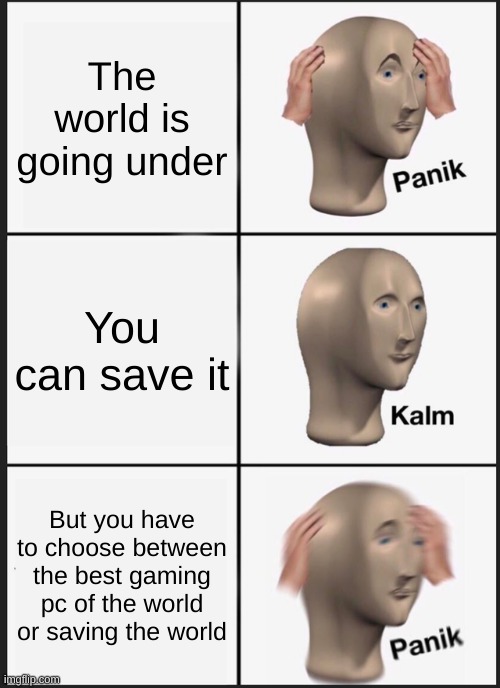 The
world is
going under
Panik
You
can save it
Kalm
But you have
to choose between
the best gaming
pc of the world
or saving the world
Panik
imgflip.com